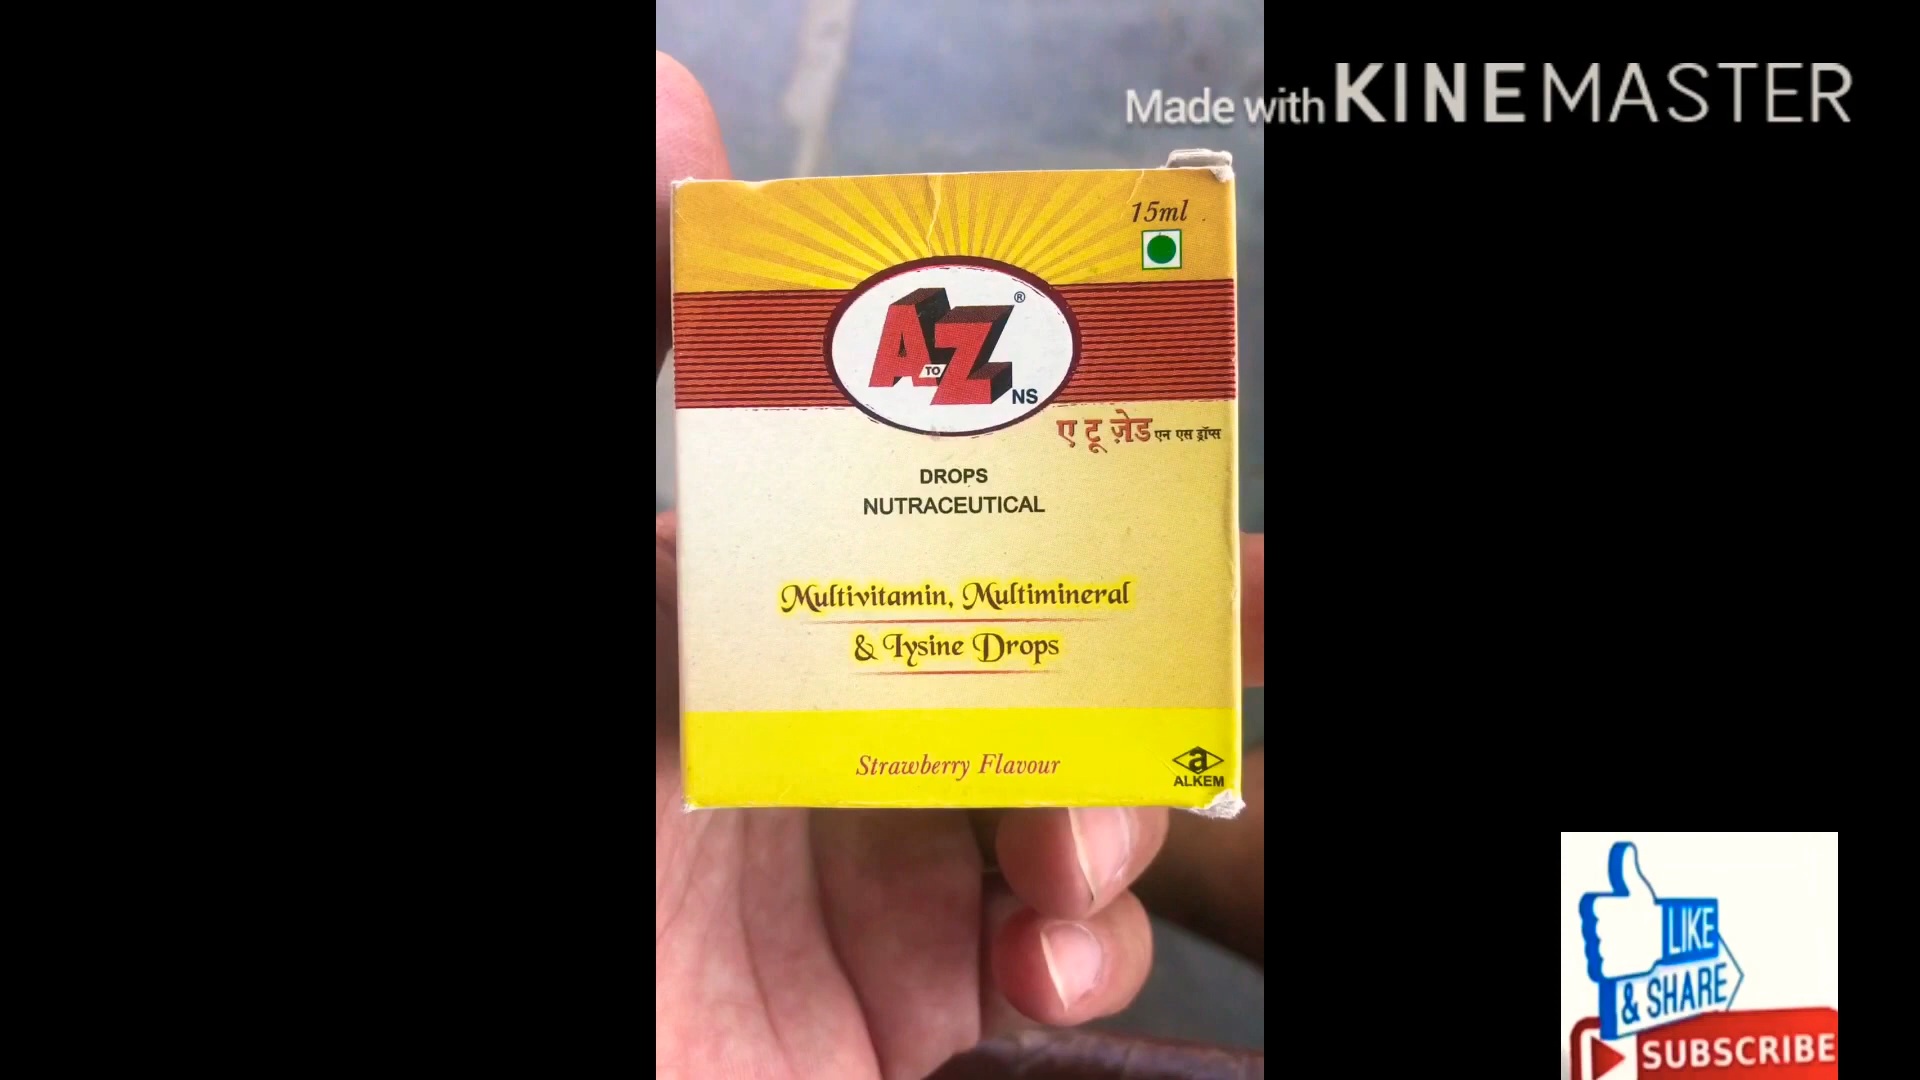 Made with KINEMASTER
15ml
A TO Z ®
NS
ए टू ज़ेड एन एस ड्रॉप्स
DROPS
NUTRACEUTICAL
Multivitamin, Multimineral
& Lysine Drops
Strawberry Flavour
a
ALKEM
LIKE
& SHARE
SUBSCRIBE